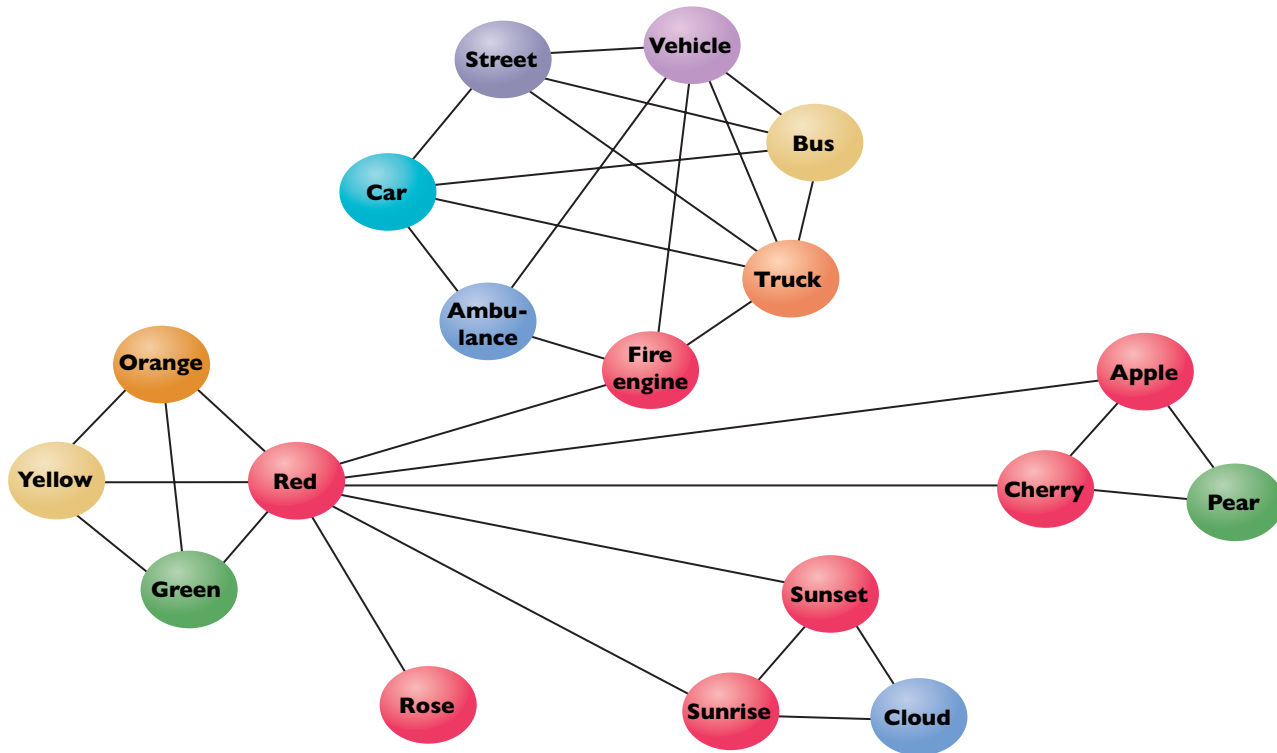 Vehicle
Street
Bus
Car
Truck
Ambu-
lance
Fire
engine
Orange
Apple
Yellow
Red
Cherry
Pear
Green
Sunset
Rose
Sunrise
Cloud